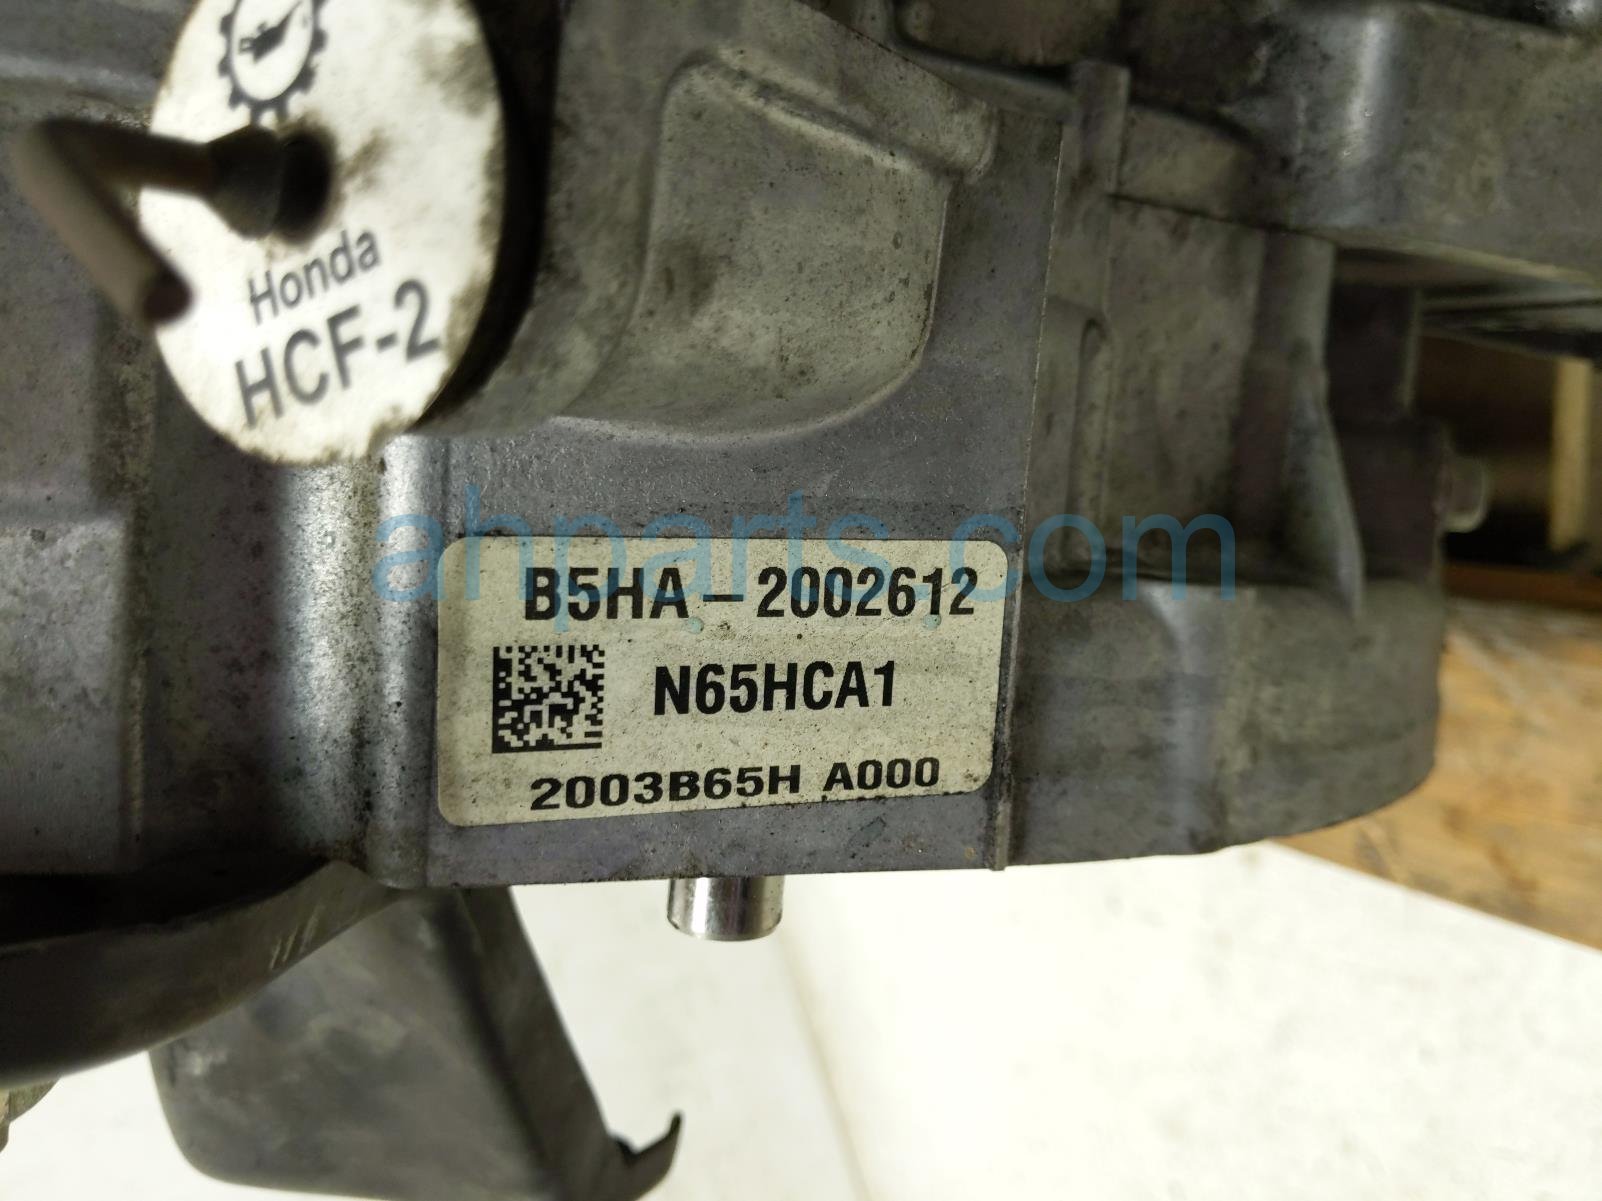 Honda
HCF-2
ahparts.com
B5HA - 2002612
N65HCA1
2003B65H A000